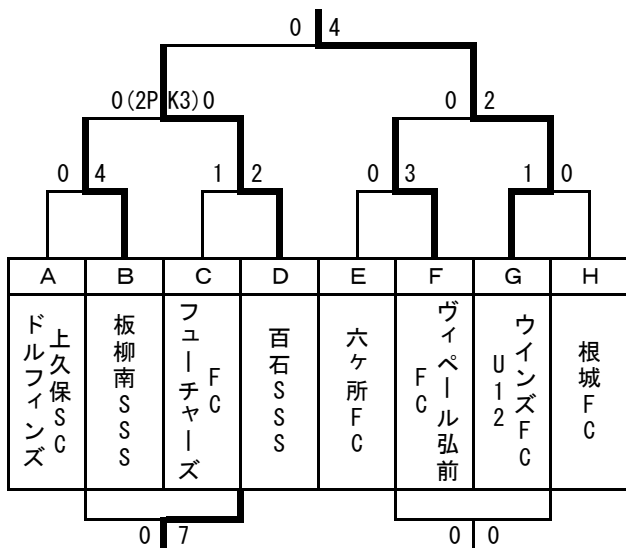 0 4
0(2PK3)0
0 2
0 4
1 2
0 3
1 0
A B C D E F G H
上久保SC
ドルフィンズ
板柳南SSS
フューチャーズ
FC
百石SSS
六ヶ所FC
ヴィペール弘前
FC
ウインズFC
U12
根城FC
0 7
0 0